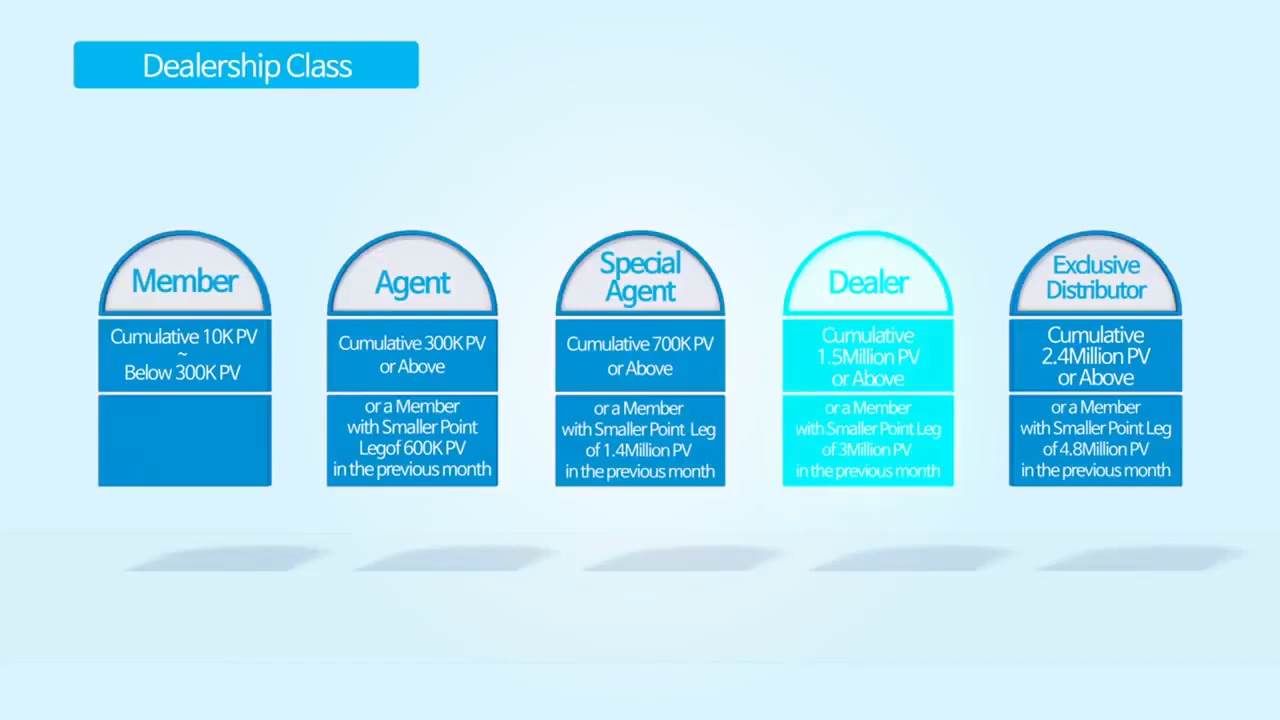 Dealership Class
Member
Cumulative 10K PV
~
Below 300K PV
Agent
Cumulative 300K PV
or Above
or a Member
with Smaller Point
Legof 600K PV
in the previous month
Special
Agent
Cumulative 700K PV
or Above
or a Member
with Smaller Point Leg
of 1.4Million PV
in the previous month
Dealer
Cumulative
1.5Million PV
or Above
or a Member
with Smaller Point Leg
of 3Million PV
in the previous month
Exclusive
Distributor
Cumulative
2.4Million PV
or Above
or a Member
with Smaller Point Leg
of 4.8Million PV
in the previous month